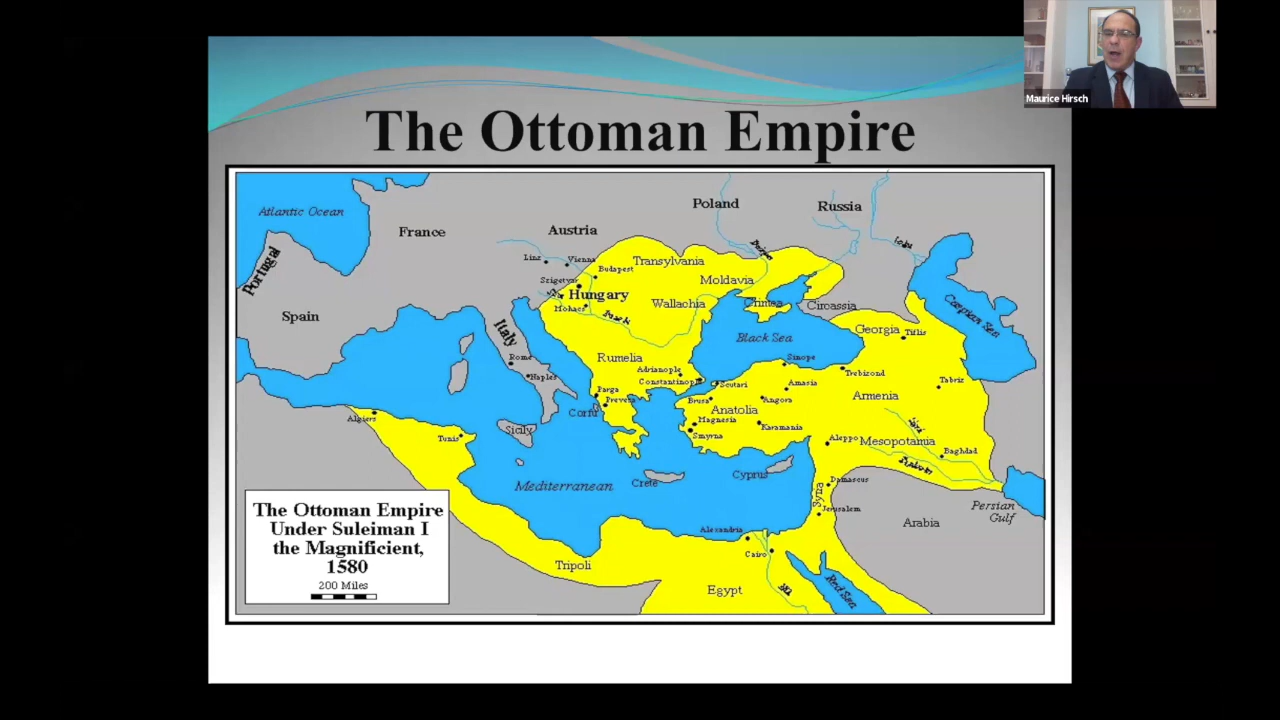 Maurice Hirsch
The Ottoman Empire
Atlantic Ocean
Portugal
Spain
France
Austria
Poland
Russia
Linz
Vienna
Budapest
Szigetvar
Hungary
Mohacs
Transylvania
Moldavia
Wallachia
Crimea
Circassia
Caspian Sea
Georgia
Tiflis
Black Sea
Italy
Rome
Naples
Rumelia
Adrianople
Constantinople
Scutari
Sinope
Amasia
Trebizond
Tabriz
Armenia
Parga
Preveza
Corfu
Brusa
Angora
Anatolia
Magnesia
Karamania
Smyrna
Algiers
Tunis
Sicily
Aleppo
Mesopotamia
Baghdad
Mediterranean
Crete
Cyprus
Syria
Damascus
Jerusalem
Persian
Gulf
Arabia
Alexandria
Cairo
Tripoli
Egypt
Nile
Red Sea
The Ottoman Empire
Under Suleiman I
the Magnificient,
1580
200 Miles